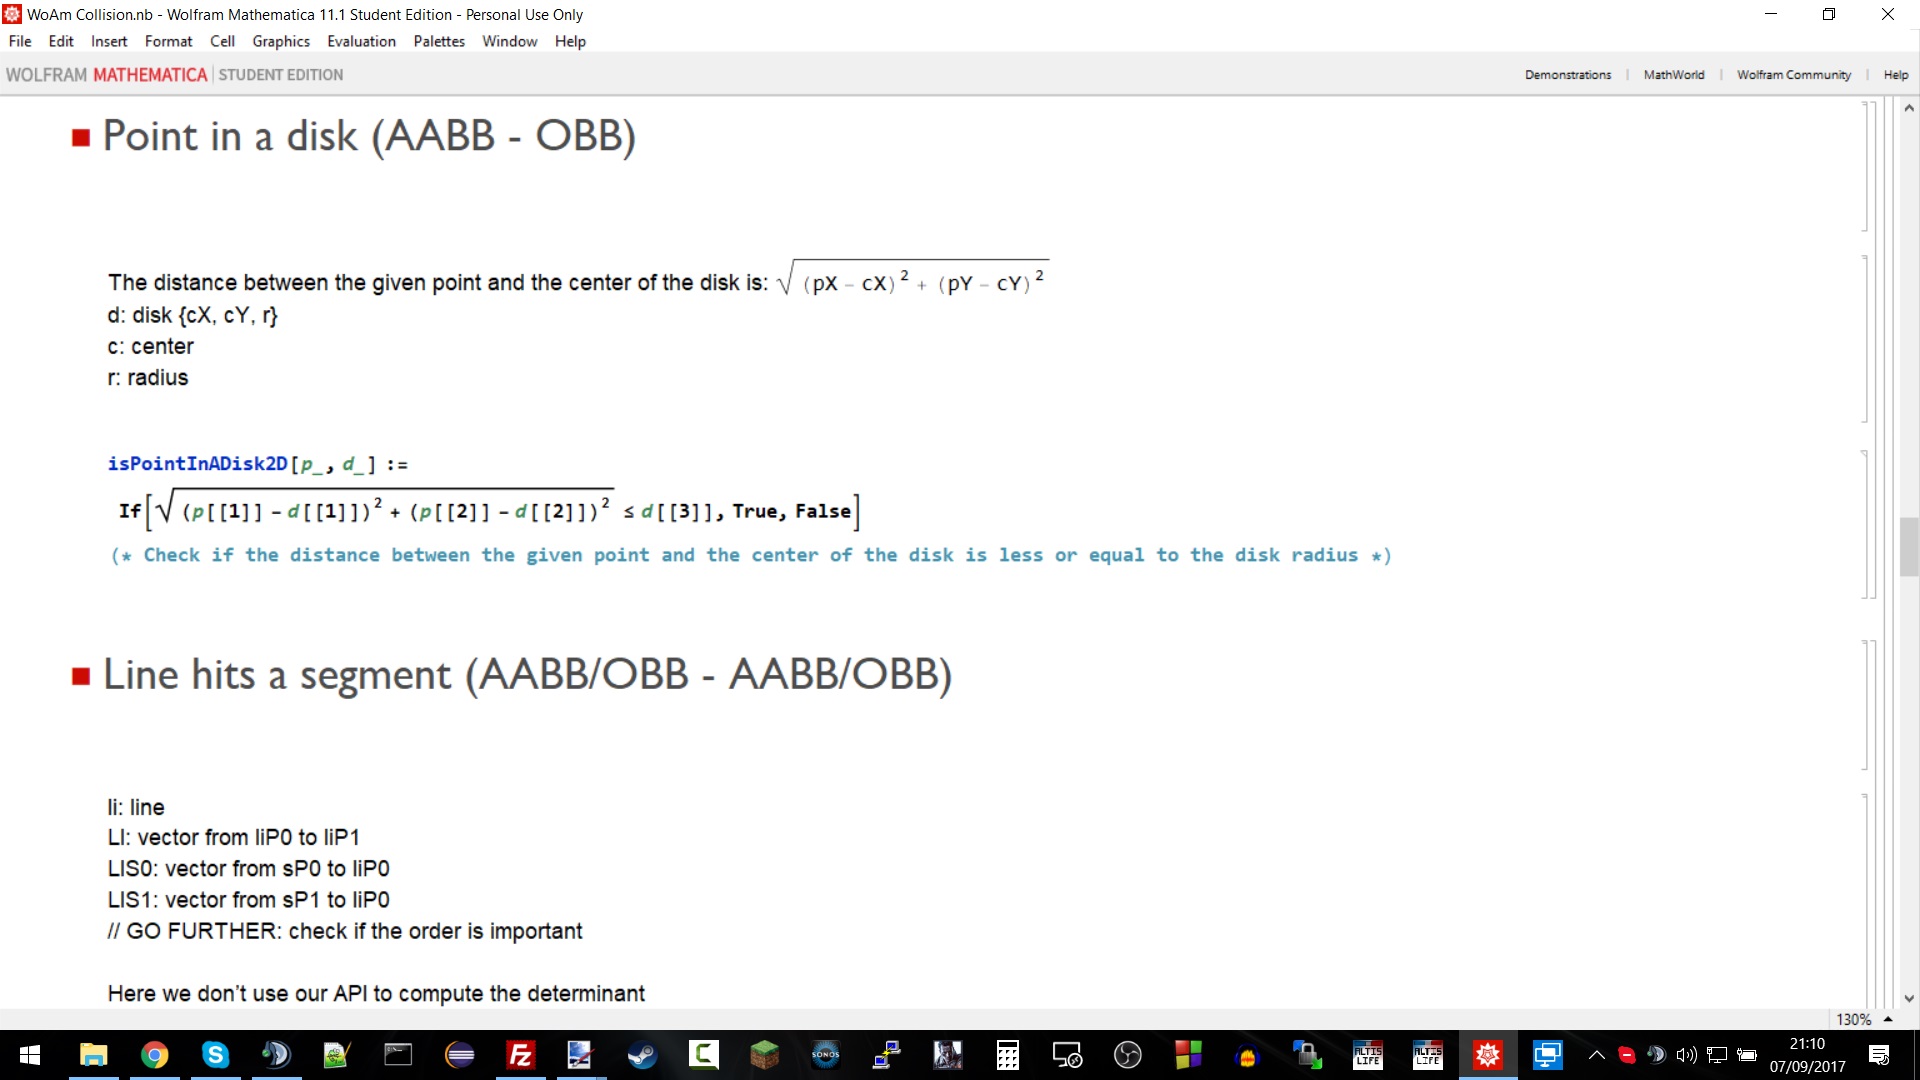 WoAm Collision.nb - Wolfram Mathematica 11.1 Student Edition - Personal Use Only
File Edit Insert Format Cell Graphics Evaluation Palettes Window Help
WOLFRAM MATHEMATICA STUDENT EDITION
Demonstrations MathWorld Wolfram Community Help
Point in a disk (AABB - OBB)
The distance between the given point and the center of the disk is: √(pX - cX)² + (pY - cY)²
d: disk {cX, cY, r}
c: center
r: radius
isPointInADisk2D[p_, d_] :=
If[√(p[[1]] - d[[1]])² + (p[[2]] - d[[2]])² ≤ d[[3]], True, False]
(* Check if the distance between the given point and the center of the disk is less or equal to the disk radius *)
Line hits a segment (AABB/OBB - AABB/OBB)
li: line
LI: vector from liP0 to liP1
LIS0: vector from sP0 to liP0
LIS1: vector from sP1 to liP0
// GO FURTHER: check if the order is important
Here we don't use our API to compute the determinant
130%
SONOS
ALTIS LIFE
ALTIS LIFE
21:10
07/09/2017